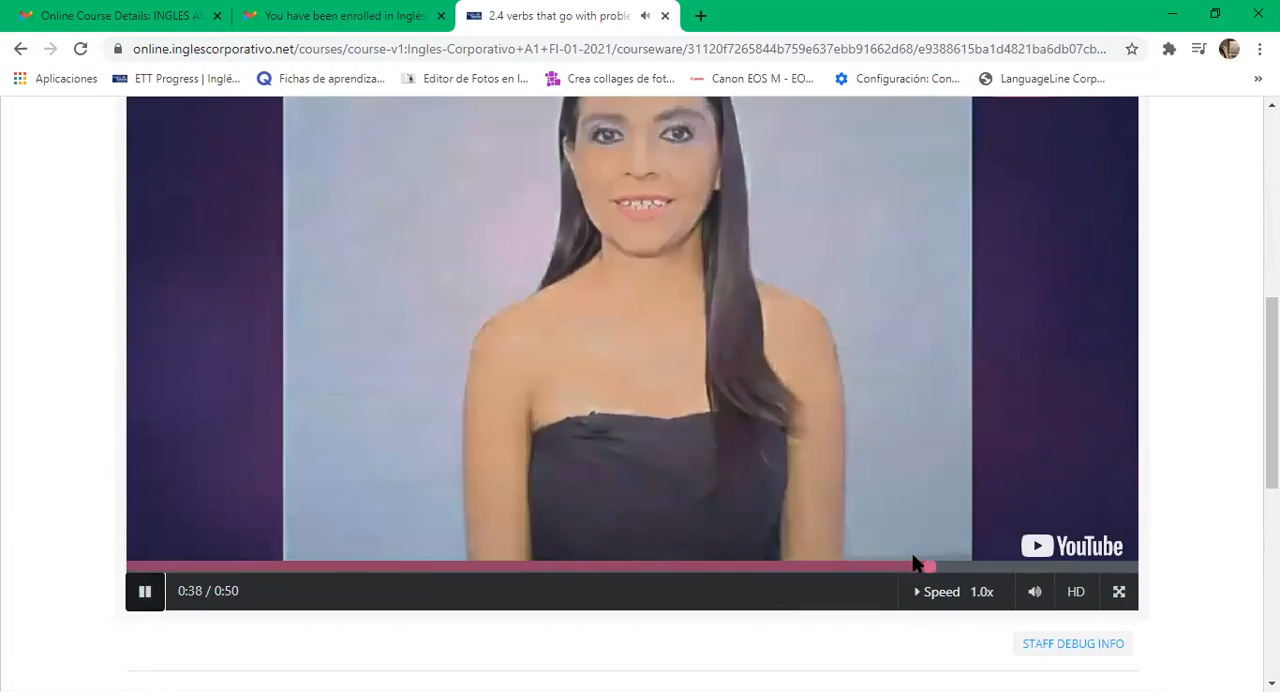 Online Course Details: INGLES A
You have been enrolled in Inglés
2.4 verbs that go with proble
online.inglescorporativo.net/courses/course-v1:Ingles-Corporativo+A1+FI-01-2021/courseware/31120f7265844b759e637ebb91662d68/e9388615ba1d4821ba6db07cb...
Aplicaciones
ETT Progress | Inglé...
Fichas de aprendiza...
Editor de Fotos en l...
Crea collages de fot...
Canon EOS M - EO...
Configuración: Con...
LanguageLine Corp...
»
YouTube
0:38 / 0:50
Speed 1.0x
HD
STAFF DEBUG INFO